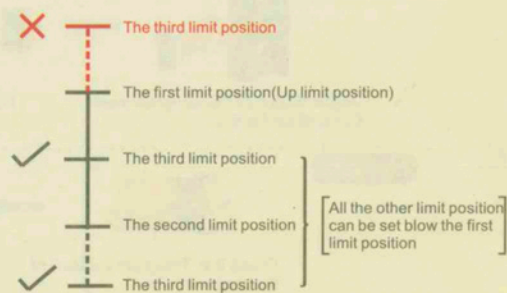 The third limit position
The first limit position(Up limit position)
The third limit position
The second limit position
All the other limit position
can be set blow the first
limit position
The third limit position